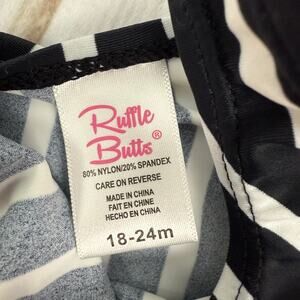 Ruffle
Butts®
80% NYLON/20% SPANDEX
CARE ON REVERSE
MADE IN CHINA
FAIT EN CHINE
HECHO EN CHINA
18-24m